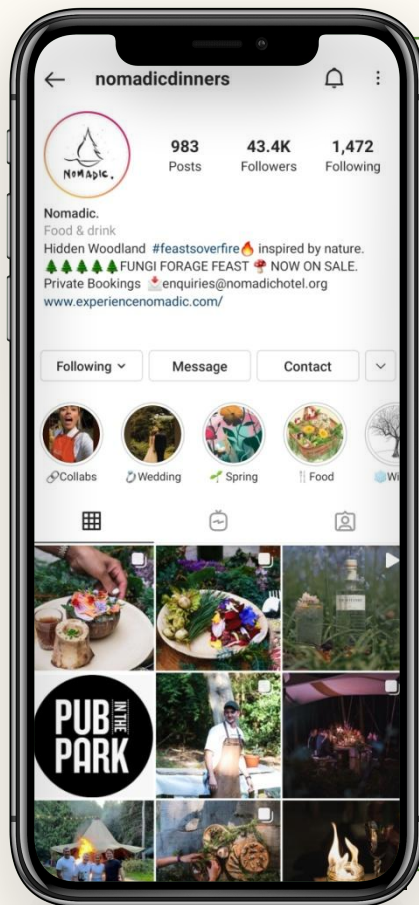 nomadicdinners
NOMADIC.
983
Posts
43.4K
Followers
1,472
Following
Nomadic.
Food & drink
Hidden Woodland #feastsoverfire🔥 inspired by nature.
🌲🌲🌲🌲🌲FUNGI FORAGE FEAST 🍄 NOW ON SALE.
Private Bookings 📩enquiries@nomadichotel.org
www.experiencenomadic.com/
Following
Message
Contact
🔗Collabs
💍Wedding
🌱 Spring
🍴Food
❄️Wi
PUB
IN THE
PARK